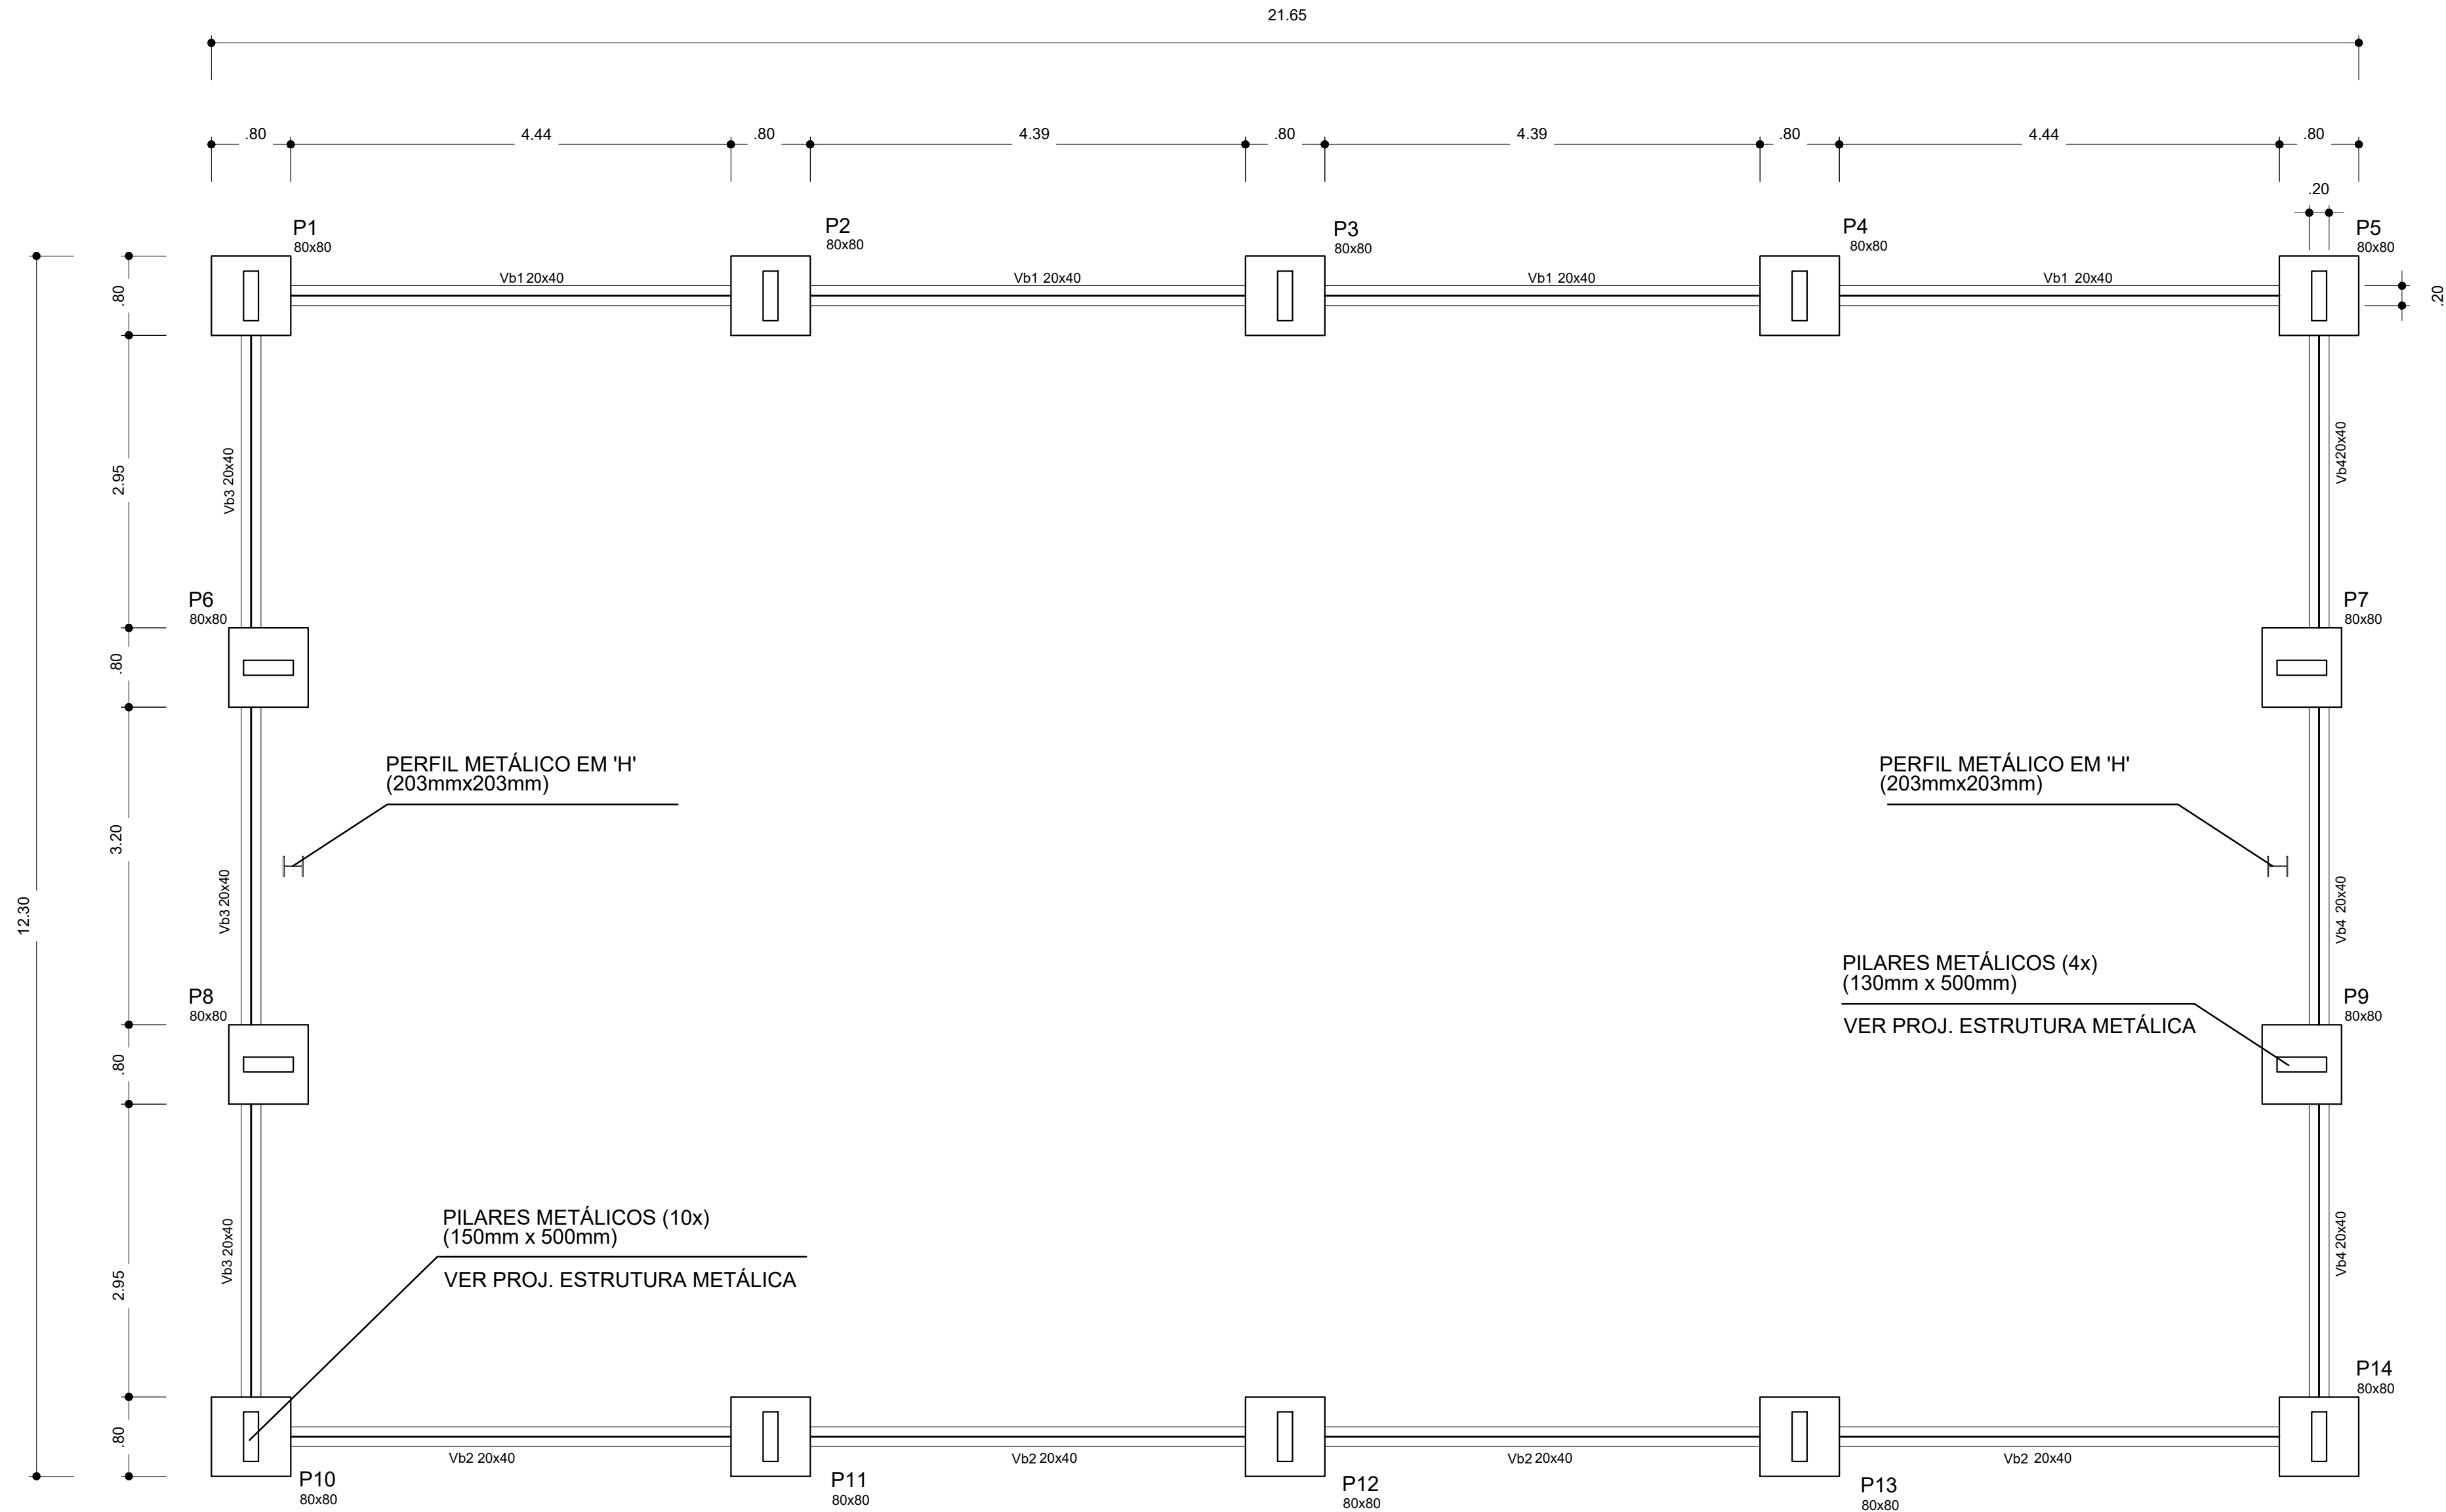 21.65
.80
4.44
.80
4.39
.80
4.39
.80
4.44
.80
.20
P1
80x80
P2
80x80
P3
80x80
P4
80x80
P5
80x80
.80
Vb1 20x40
Vb1 20x40
Vb1 20x40
Vb1 20x40
.20
2.95
Vb3 20x40
Vb420x40
P6
80x80
P7
80x80
.80
PERFIL METÁLICO EM 'H'
(203mmx203mm)
PERFIL METÁLICO EM 'H'
(203mmx203mm)
3.20
12.30
Vb3 20x40
Vb4 20x40
PILARES METÁLICOS (4x)
(130mm x 500mm)
VER PROJ. ESTRUTURA METÁLICA
P8
80x80
P9
80x80
.80
PILARES METÁLICOS (10x)
(150mm x 500mm)
VER PROJ. ESTRUTURA METÁLICA
2.95
Vb3 20x40
Vb4 20x40
P14
80x80
.80
Vb2 20x40
Vb2 20x40
Vb2 20x40
Vb2 20x40
P10
80x80
P11
80x80
P12
80x80
P13
80x80